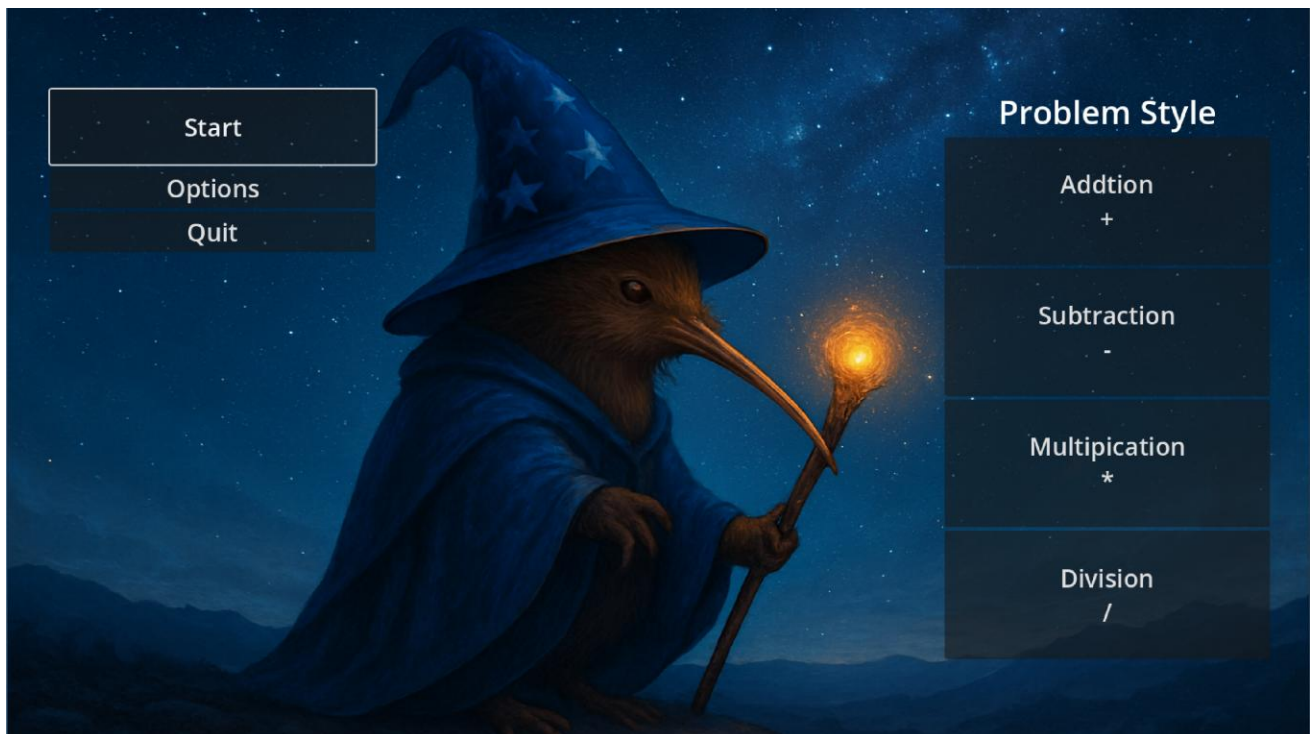 Start
Options
Quit
Problem Style
Addtion
+
Subtraction
-
Multipication
*
Division
/